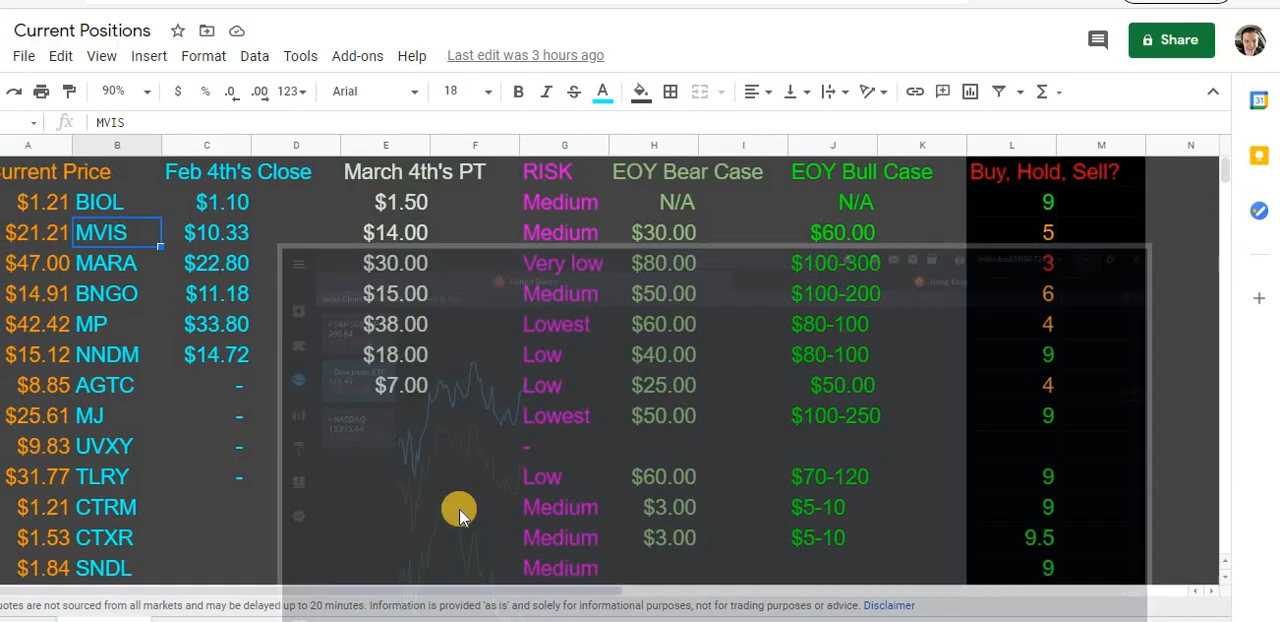 Current Positions
File Edit View Insert Format Data Tools Add-ons Help Last edit was 3 hours ago
Share
90% $ % .0 .00 123 Arial 18 B I S A
fx MVIS
A B C D E F G H I J K L M N
urrent Price Feb 4th's Close March 4th's PT RISK EOY Bear Case EOY Bull Case Buy, Hold, Sell?
$1.21 BIOL $1.10 $1.50 Medium N/A N/A 9
$21.21 MVIS $10.33 $14.00 Medium $30.00 $60.00 5
$47.00 MARA $22.80 $30.00 Very low $80.00 $100-300 3
$14.91 BNGO $11.18 $15.00 Medium $50.00 $100-200 6
$42.42 MP $33.80 $38.00 Lowest $60.00 $80-100 4
$15.12 NNDM $14.72 $18.00 Low $40.00 $80-100 9
$8.85 AGTC - $7.00 Low $25.00 $50.00 4
$25.61 MJ - Lowest $50.00 $100-250 9
$9.83 UVXY - -
$31.77 TLRY - Low $60.00 $70-120 9
$1.21 CTRM Medium $3.00 $5-10 9
$1.53 CTXR Medium $3.00 $5-10 9.5
$1.84 SNDL Medium 9
uotes are not sourced from all markets and may be delayed up to 20 minutes. Information is provided 'as is' and solely for informational purposes, not for trading purposes or advice. Disclaimer